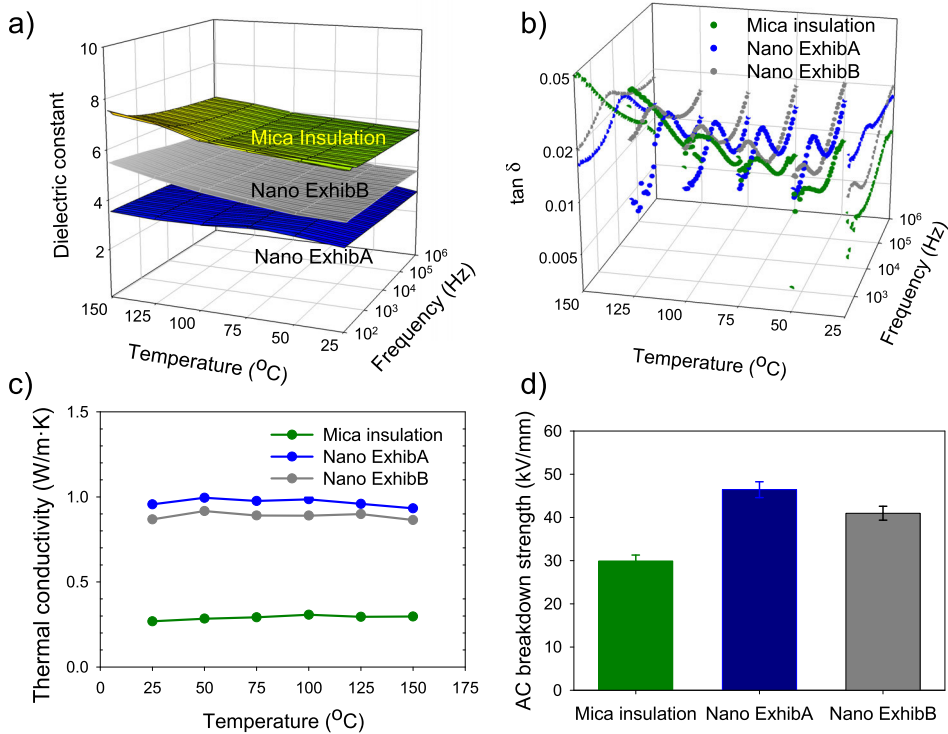 a)
10
8
6
4
2
Dielectric constant
Mica Insulation
Nano ExhibB
Nano ExhibA
150
125
100
75
50
25
Temperature (°C)
10²
10³
10⁴
10⁵
10⁶
Frequency (Hz)
b)
Mica insulation
Nano ExhibA
Nano ExhibB
0.05
0.02
0.01
0.005
tan δ
150
125
100
75
50
25
Temperature (°C)
10³
10⁴
10⁵
10⁶
Frequency (Hz)
c)
Mica insulation
Nano ExhibA
Nano ExhibB
1.5
1.0
0.5
0.0
Thermal conductivity (W/m·K)
0 25 50 75 100 125 150 175
Temperature (°C)
d)
60
50
40
30
20
10
0
AC breakdown strength (kV/mm)
Mica insulation Nano ExhibA Nano ExhibB